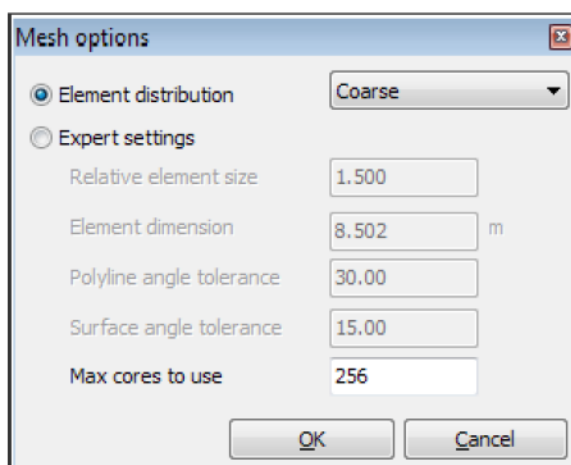 Mesh options
Element distribution Coarse
Expert settings
Relative element size 1.500
Element dimension 8.502 m
Polyline angle tolerance 30.00
Surface angle tolerance 15.00
Max cores to use 256
OK Cancel